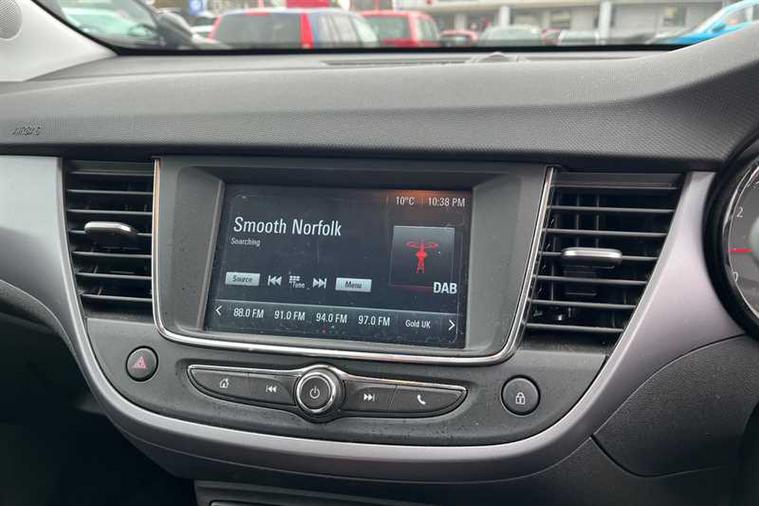 AIRBAG
10°C 10:38 PM
Smooth Norfolk
Searching
Source Tune Menu
DAB
88.0 FM 91.0 FM 94.0 FM 97.0 FM Gold UK